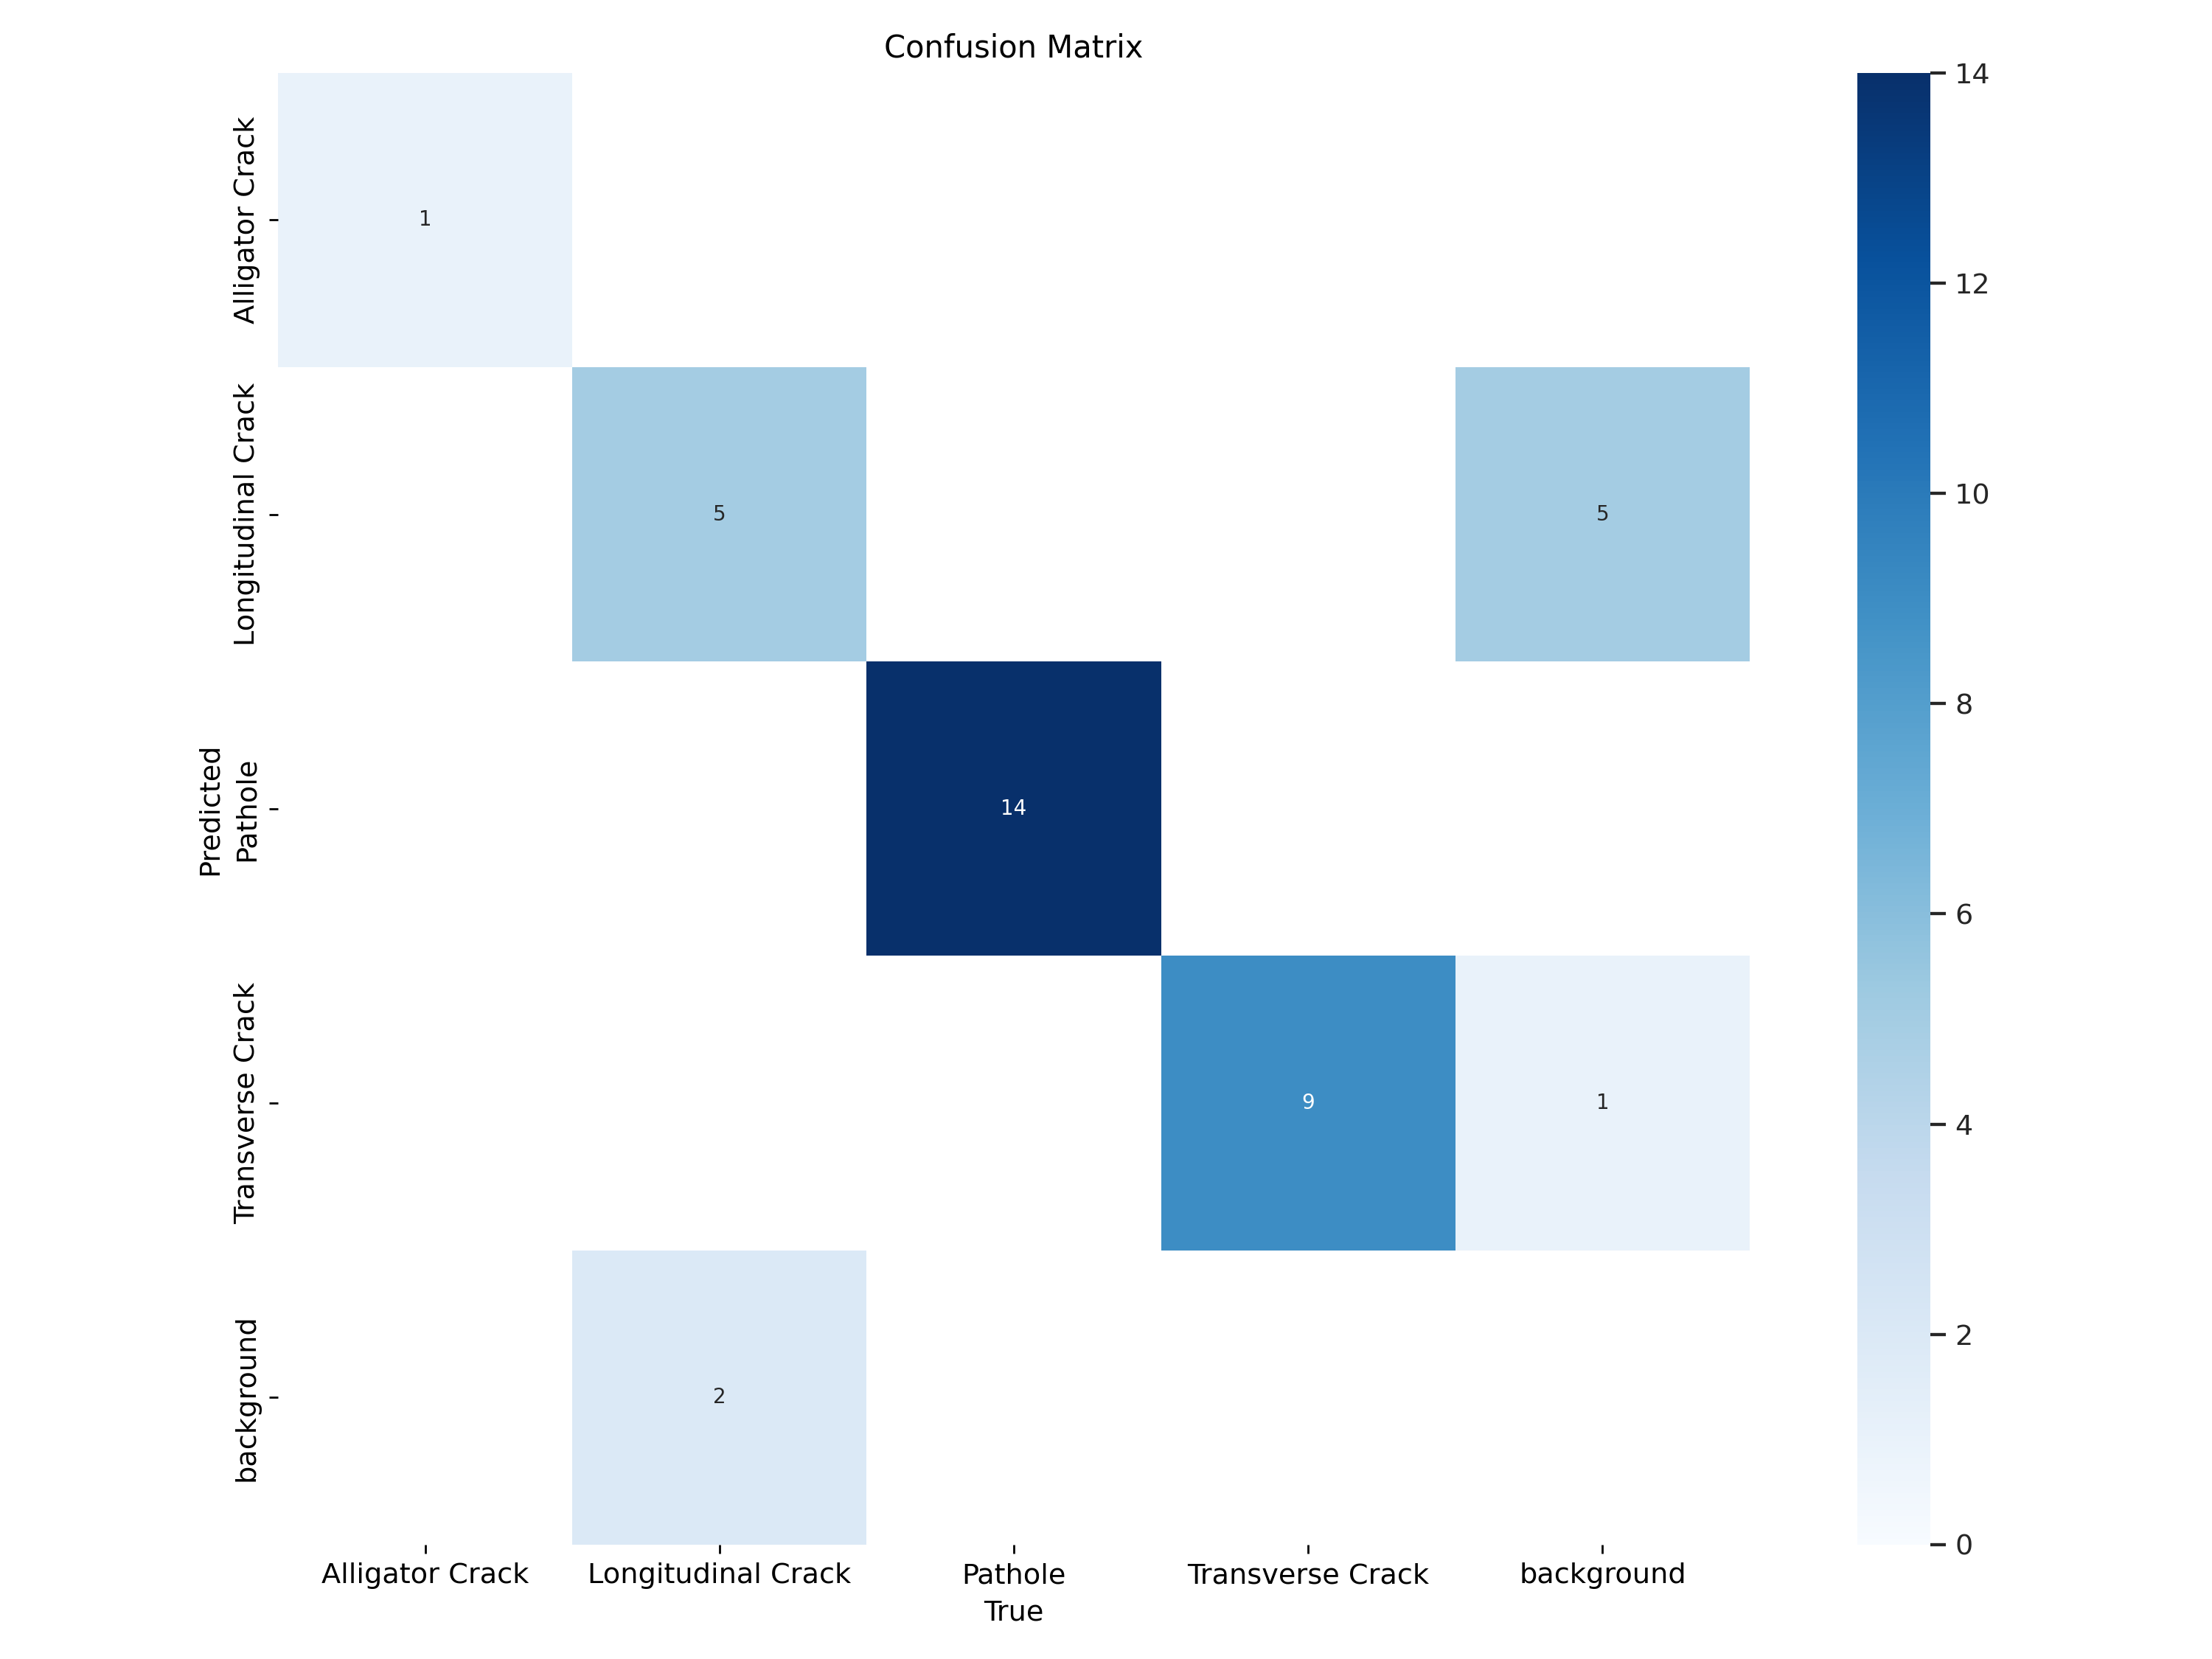 Confusion Matrix
Predicted
Alligator Crack
Longitudinal Crack
Pathole
Transverse Crack
background
1
5
5
14
9
1
2
Alligator Crack
Longitudinal Crack
Pathole
Transverse Crack
background
True
14
12
10
8
6
4
2
0